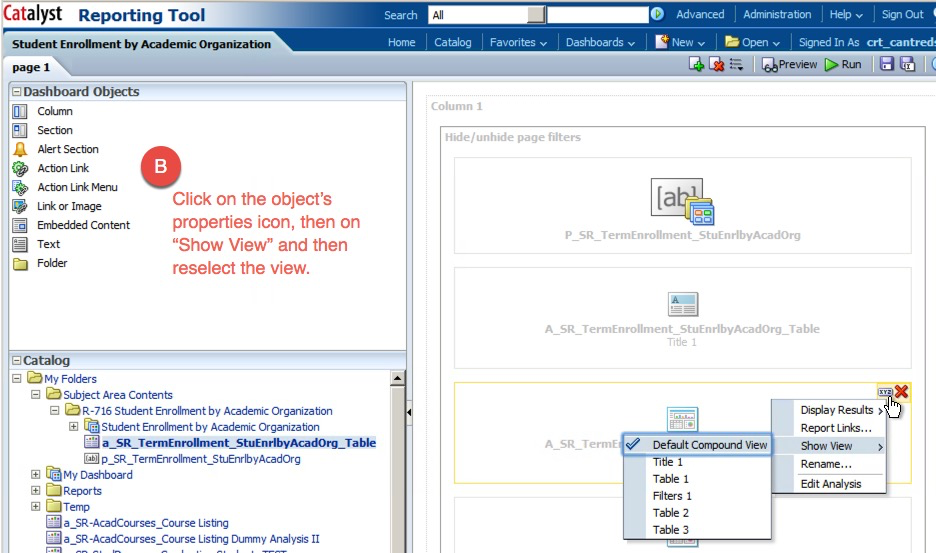 Catalyst Reporting Tool
Search All Advanced Administration Help Sign Out
Student Enrollment by Academic Organization
Home Catalog Favorites Dashboards New Open Signed In As crt_cantreds
page 1
Preview Run
Dashboard Objects
Column
Section
Alert Section
Action Link
Action Link Menu
Link or Image
Embedded Content
Text
Folder
B
Click on the object's
properties icon, then on
“Show View” and then
reselect the view.
Catalog
My Folders
Subject Area Contents
R-716 Student Enrollment by Academic Organization
Student Enrollment by Academic Organization
a_SR_TermEnrollment_StuEnrlbyAcadOrg_Table
p_SR_TermEnrollment_StuEnrlbyAcadOrg
My Dashboard
Reports
Temp
a_SR-AcadCourses_Course Listing
a_SR-AcadCourses_Course Listing Dummy Analysis II
Column 1
Hide/unhide page filters
[ab]
P_SR_TermEnrollment_StuEnrlbyAcadOrg
A_SR_TermEnrollment_StuEnrlbyAcadOrg_Table
Title 1
XYZ
A_SR_TermE
Display Results
Report Links...
Show View
Rename...
Edit Analysis
Default Compound View
Title 1
Table 1
Filters 1
Table 2
Table 3